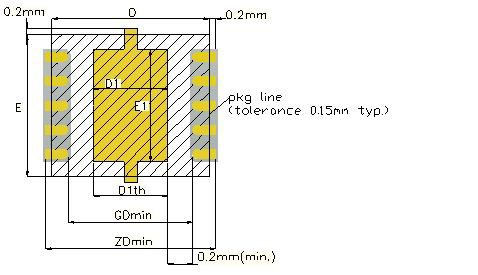 0.2mm
D
0.2mm
D1
E
E1
pkg line
(tolerance 0.15mm typ.)
D1th
GDmin
ZDmin
0.2mm(min.)